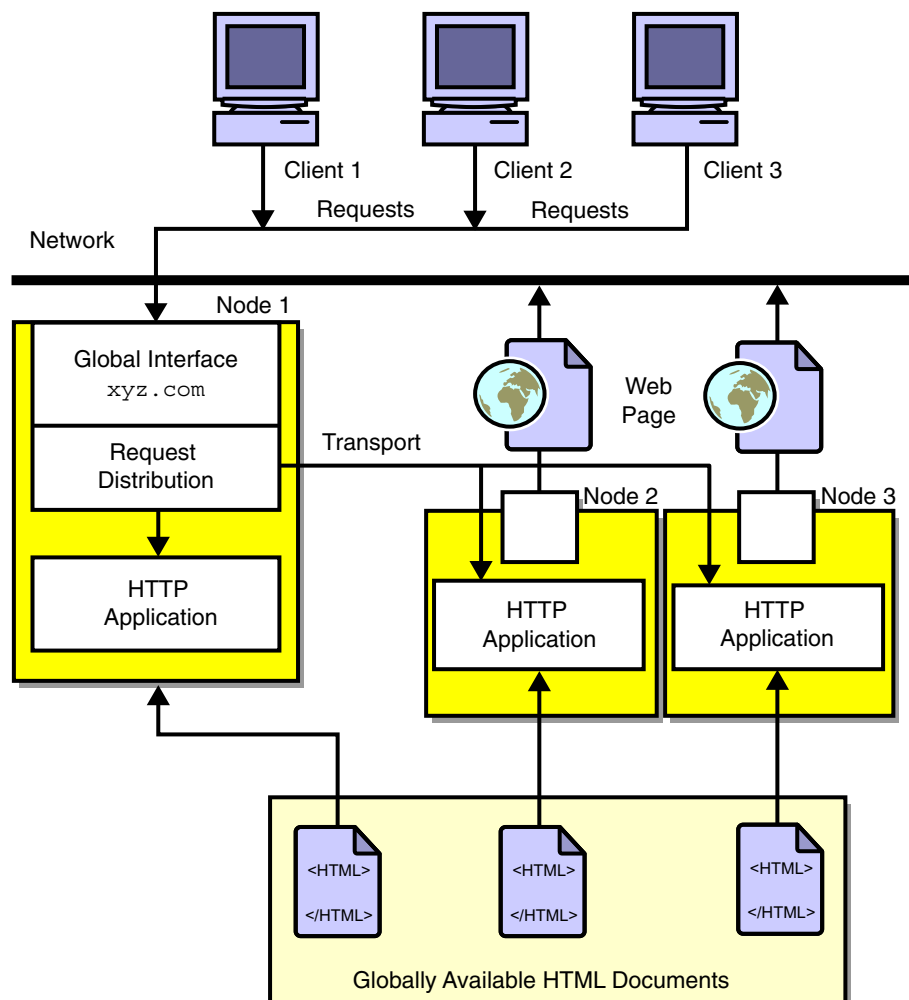 Client 1
Client 2
Client 3
Requests
Requests
Network
Node 1
Global Interface
xyz.com
Request
Distribution
HTTP
Application
Transport
Web
Page
Node 2
Node 3
HTTP
Application
HTTP
Application
<HTML>
</HTML>
<HTML>
</HTML>
<HTML>
</HTML>
Globally Available HTML Documents